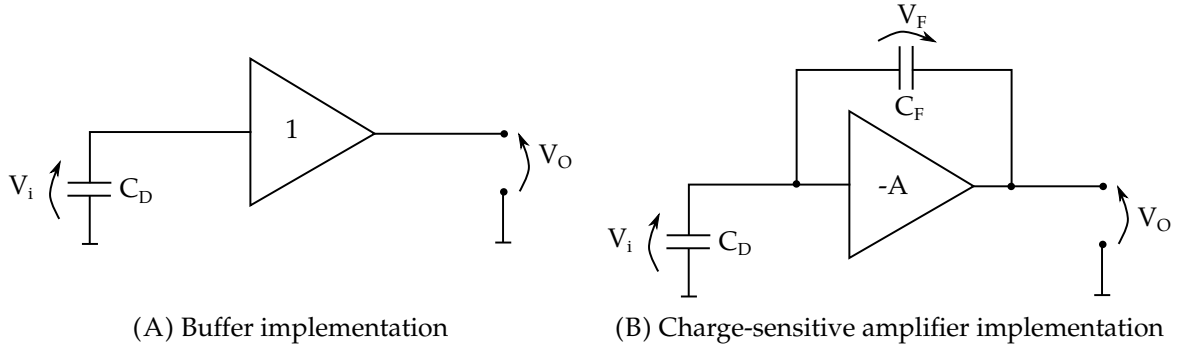 V_F
C_F
1
-A
V_O
V_i
C_D
V_O
V_i
C_D
(A) Buffer implementation
(B) Charge-sensitive amplifier implementation